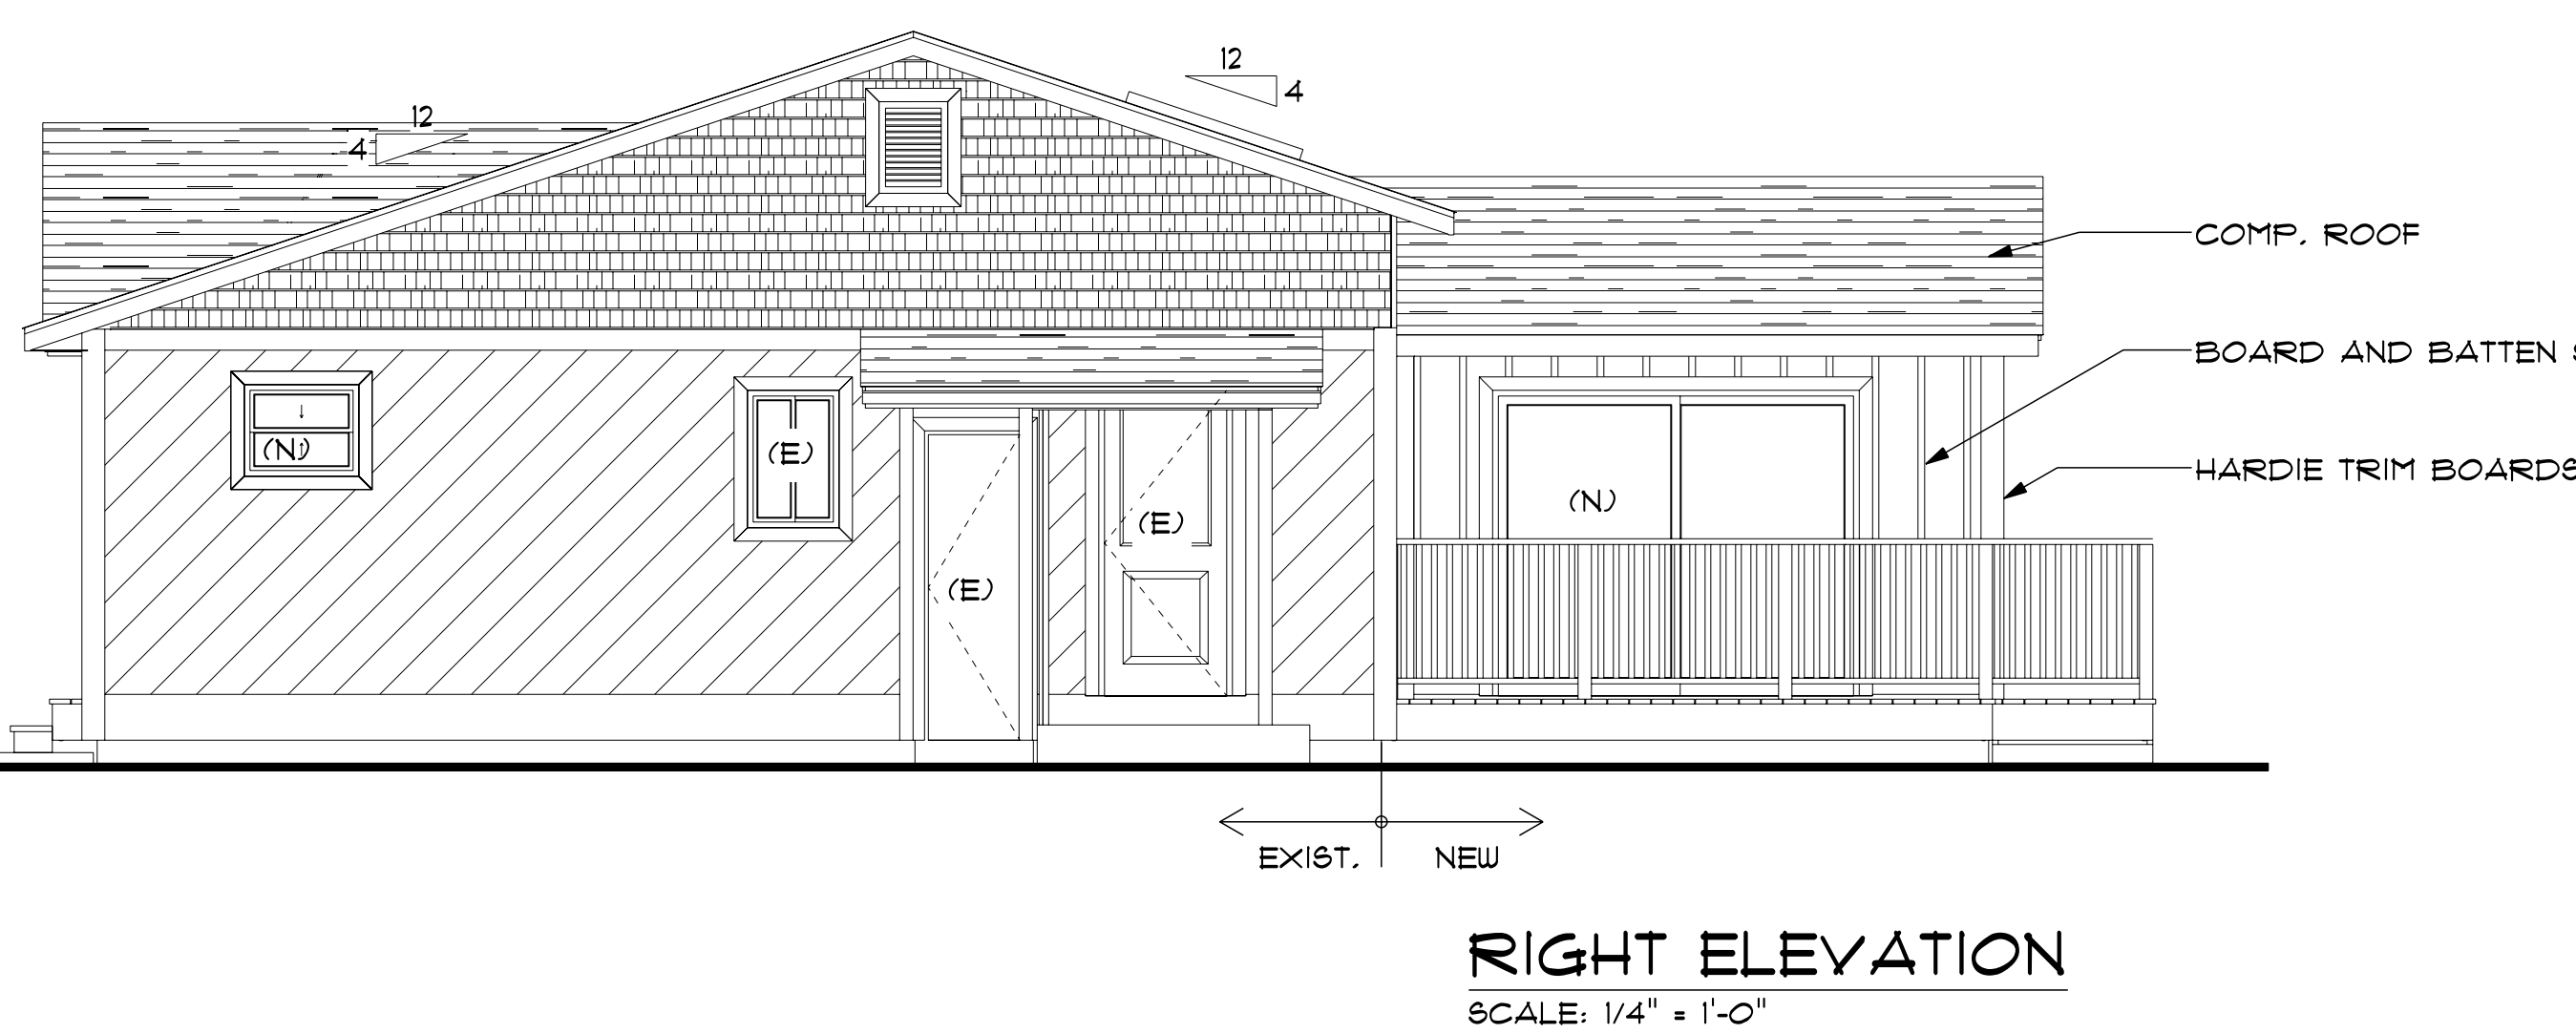 12
4
12
4
COMP. ROOF
BOARD AND BATTEN
HARDIE TRIM BOARDS
(N)
(E)
(E)
(E)
(N)
EXIST. NEW
RIGHT ELEVATION
SCALE: 1/4" = 1'-0"